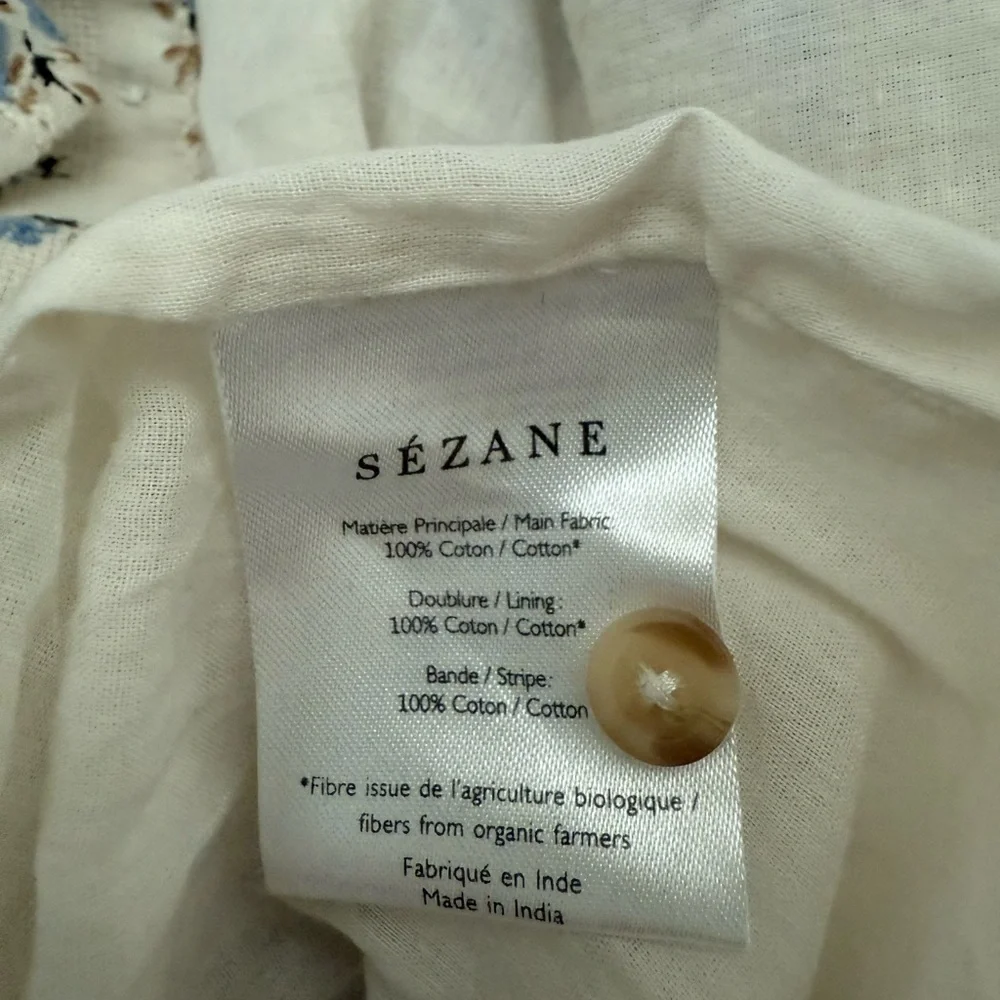 SÉZANE
Matière Principale / Main Fabric
100% Coton / Cotton*
Doublure / Lining:
100% Coton / Cotton*
Bande / Stripe:
100% Coton / Cotton
*Fibre issue de l'agriculture biologique /
fibers from organic farmers
Fabriqué en Inde
Made in India